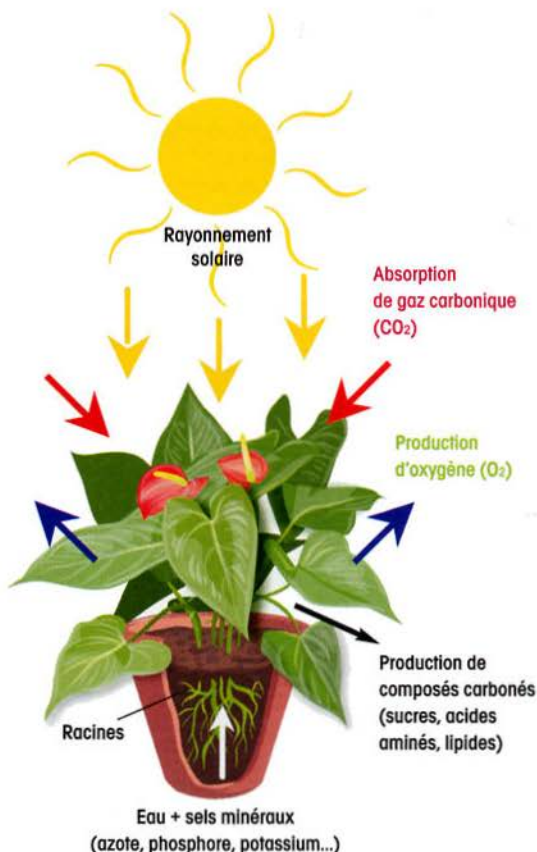 Rayonnement
solaire
Absorption
de gaz carbonique
(CO₂)
Production
d'oxygène (O₂)
Production de
composés carbonés
(sucres, acides
aminés, lipides)
Racines
Eau + sels minéraux
(azote, phosphore, potassium...)